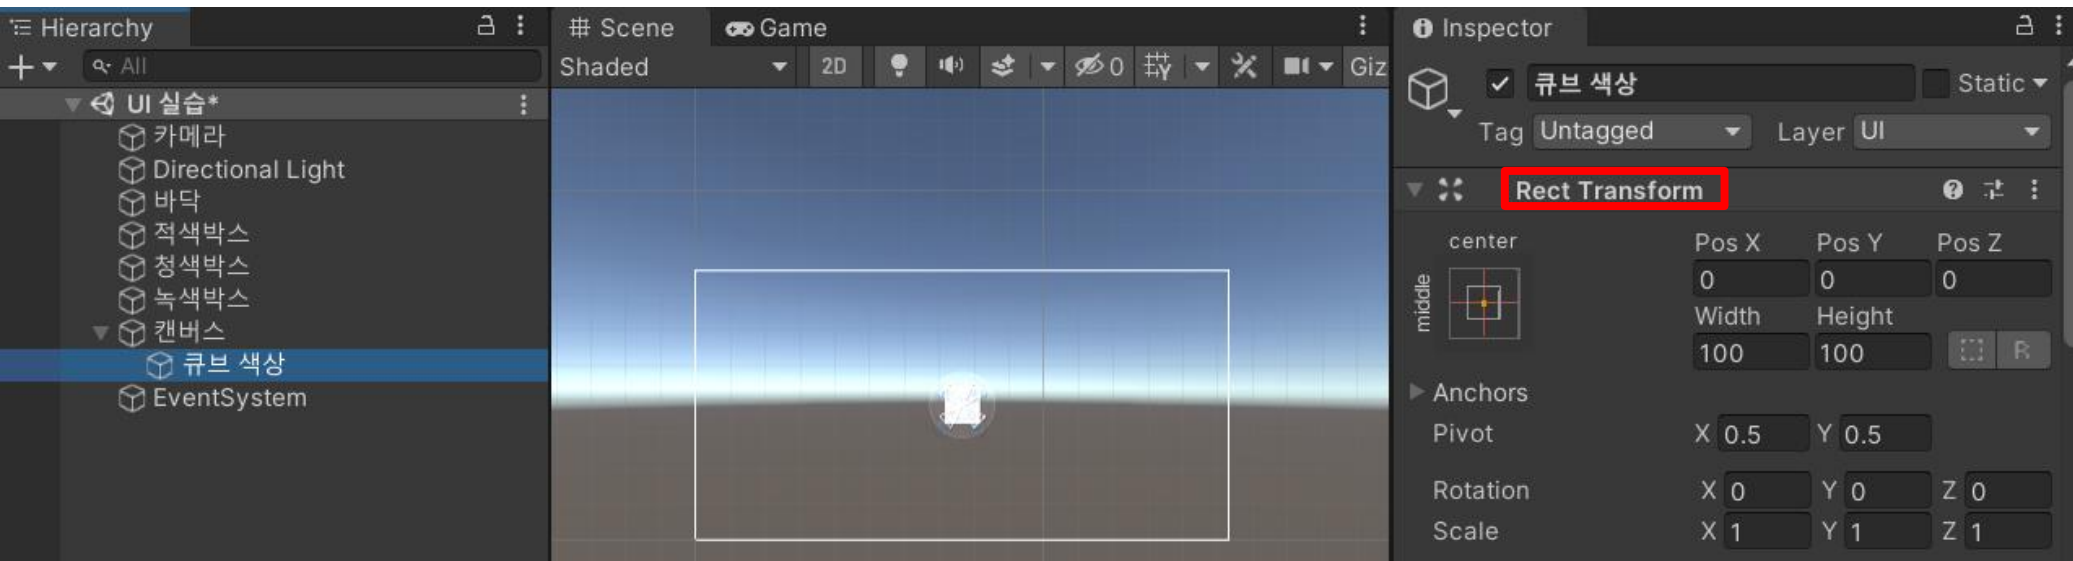 Hierarchy
All
UI 실습*
카메라
Directional Light
바닥
적색박스
청색박스
녹색박스
캔버스
큐브 색상
EventSystem
Scene Game
Shaded 2D 0 Giz
Inspector
큐브 색상 Static
Tag Untagged Layer UI
Rect Transform
center Pos X Pos Y Pos Z
middle 0 0 0
Width Height
100 100 R
Anchors
Pivot X 0.5 Y 0.5
Rotation X 0 Y 0 Z 0
Scale X 1 Y 1 Z 1